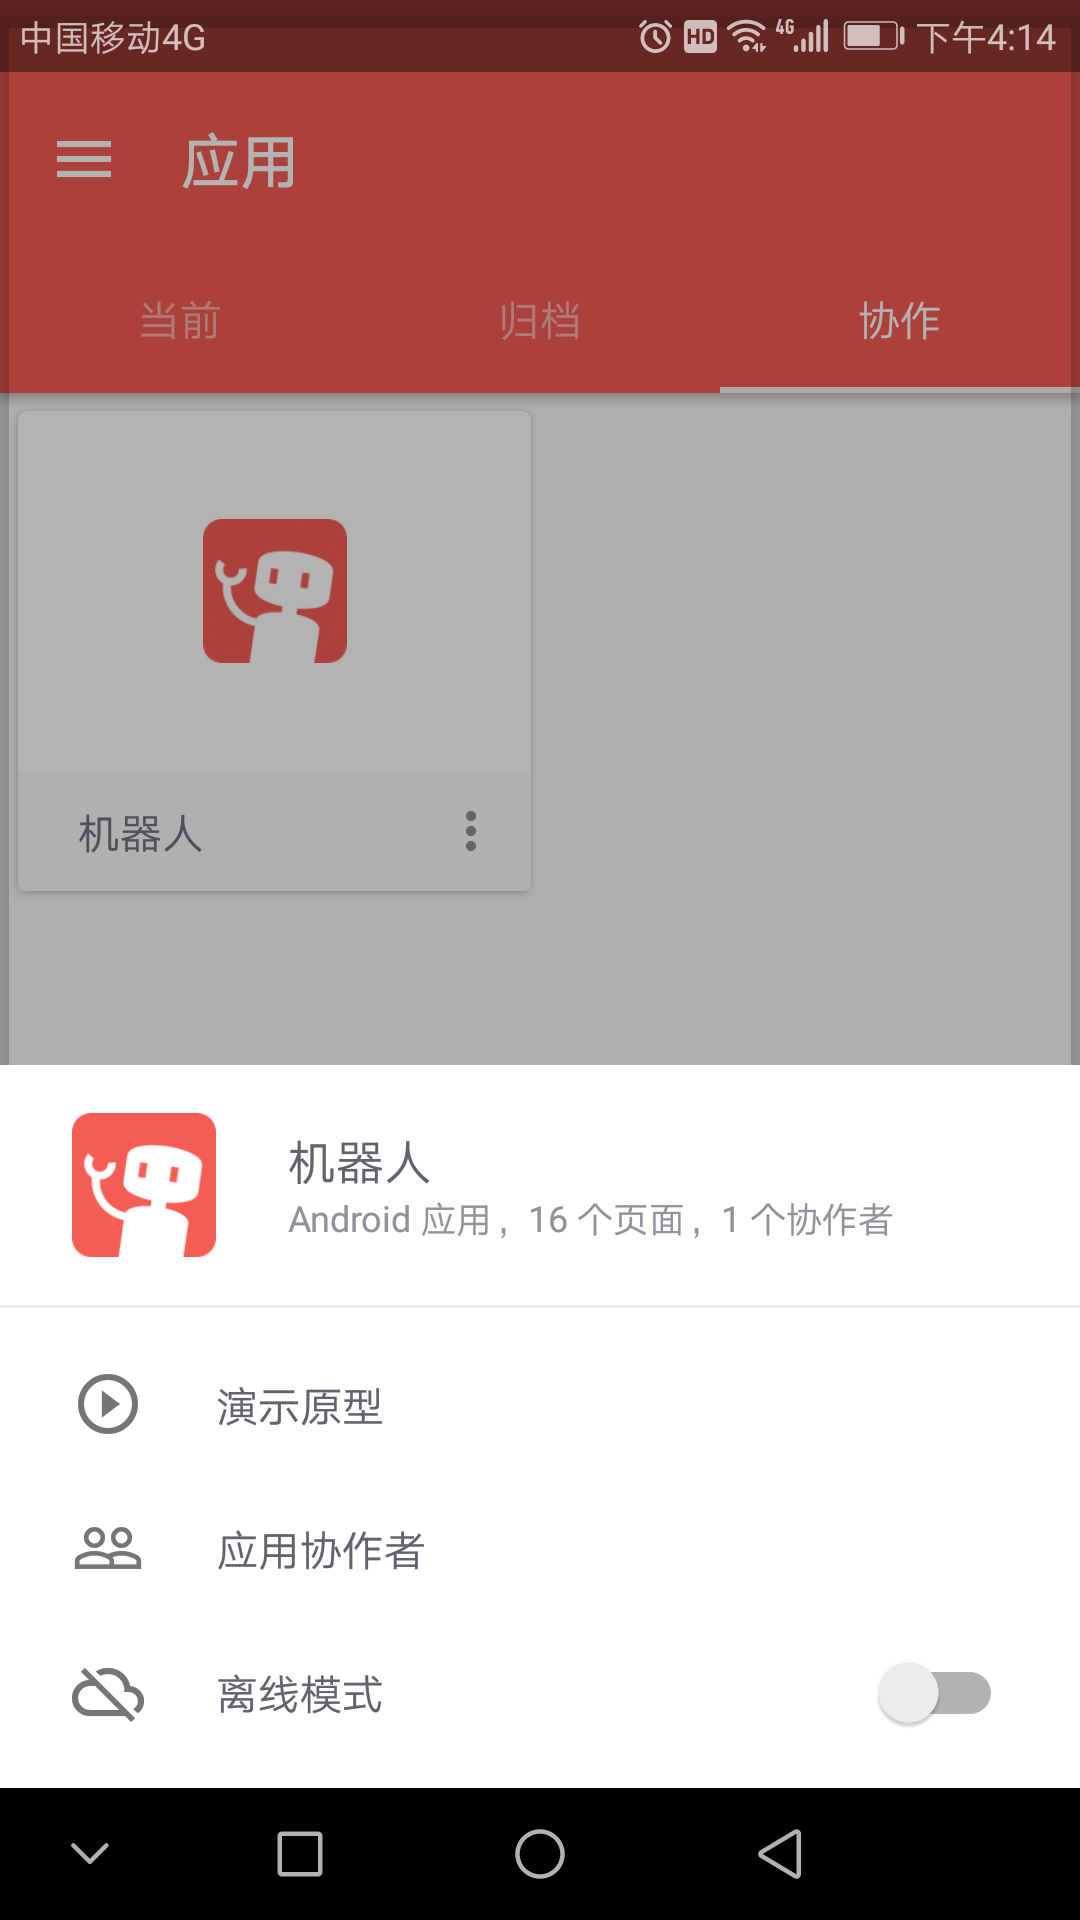 中国移动4G HD 4G 下午4:14
应用
当前 归档 协作
机器人
机器人
Android 应用，16 个页面，1 个协作者
演示原型
应用协作者
离线模式